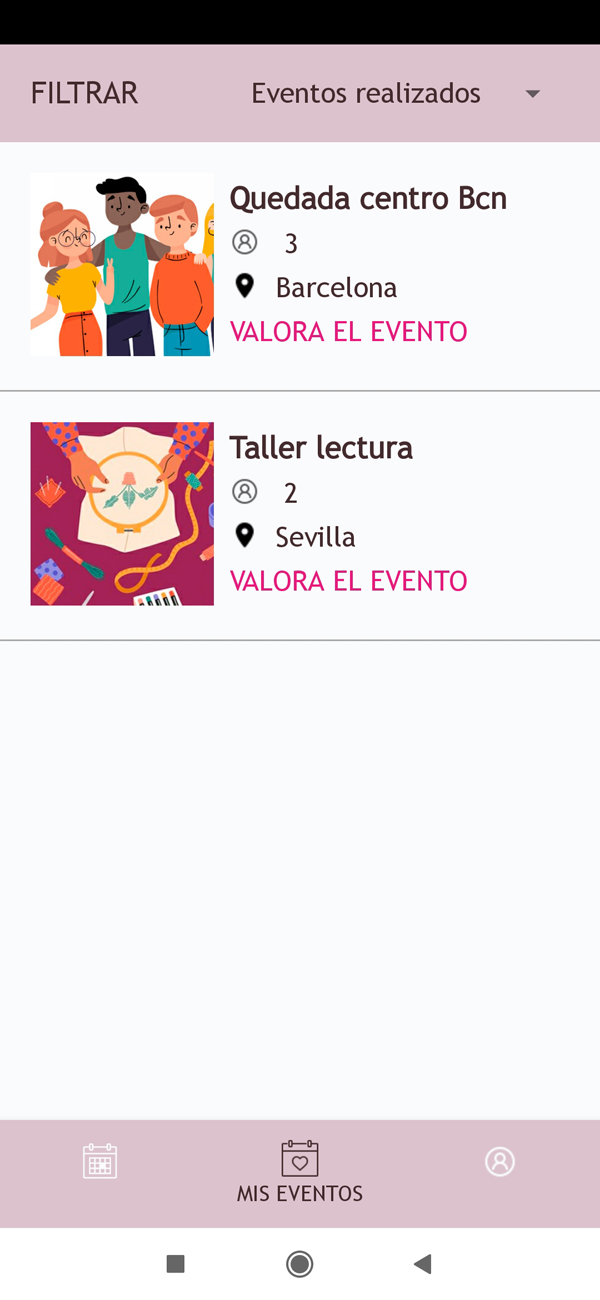 FILTRAR
Eventos realizados
Quedada centro Bcn
3
Barcelona
VALORA EL EVENTO
Taller lectura
2
Sevilla
VALORA EL EVENTO
MIS EVENTOS